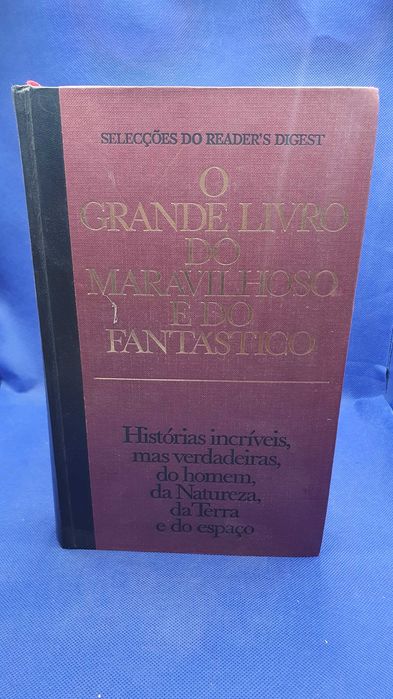 SELECÇÕES DO READER'S DIGEST
O
GRANDE LIVRO
DO
MARAVILHOSO
E DO
FANTÁSTICO
Histórias incríveis,
mas verdadeiras,
do homem,
da Natureza,
da Terra
e do espaço